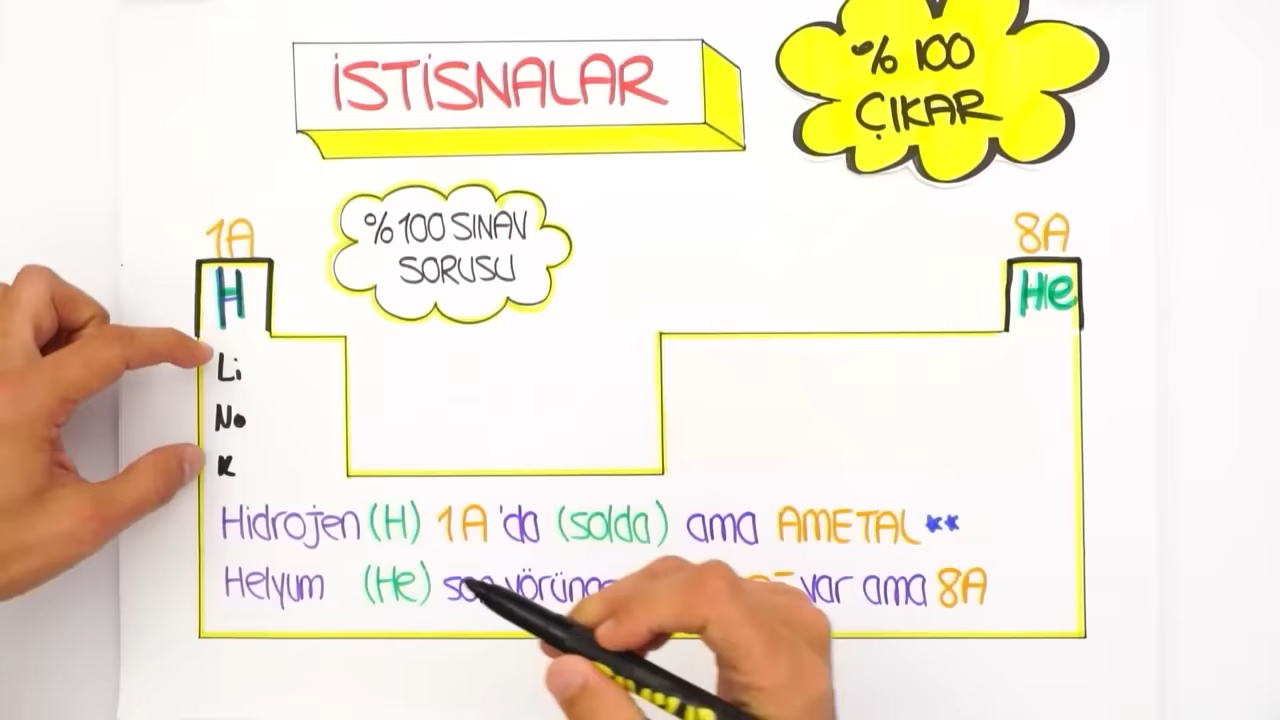 İSTİSNALAR
% 100
ÇIKAR
% 100 SINAV
SORUSU
1A
8A
H
He
Li
Na
K
Hidrojen (H) 1A'da (solda) ama AMETAL**
Helyum (He) var ama 8A